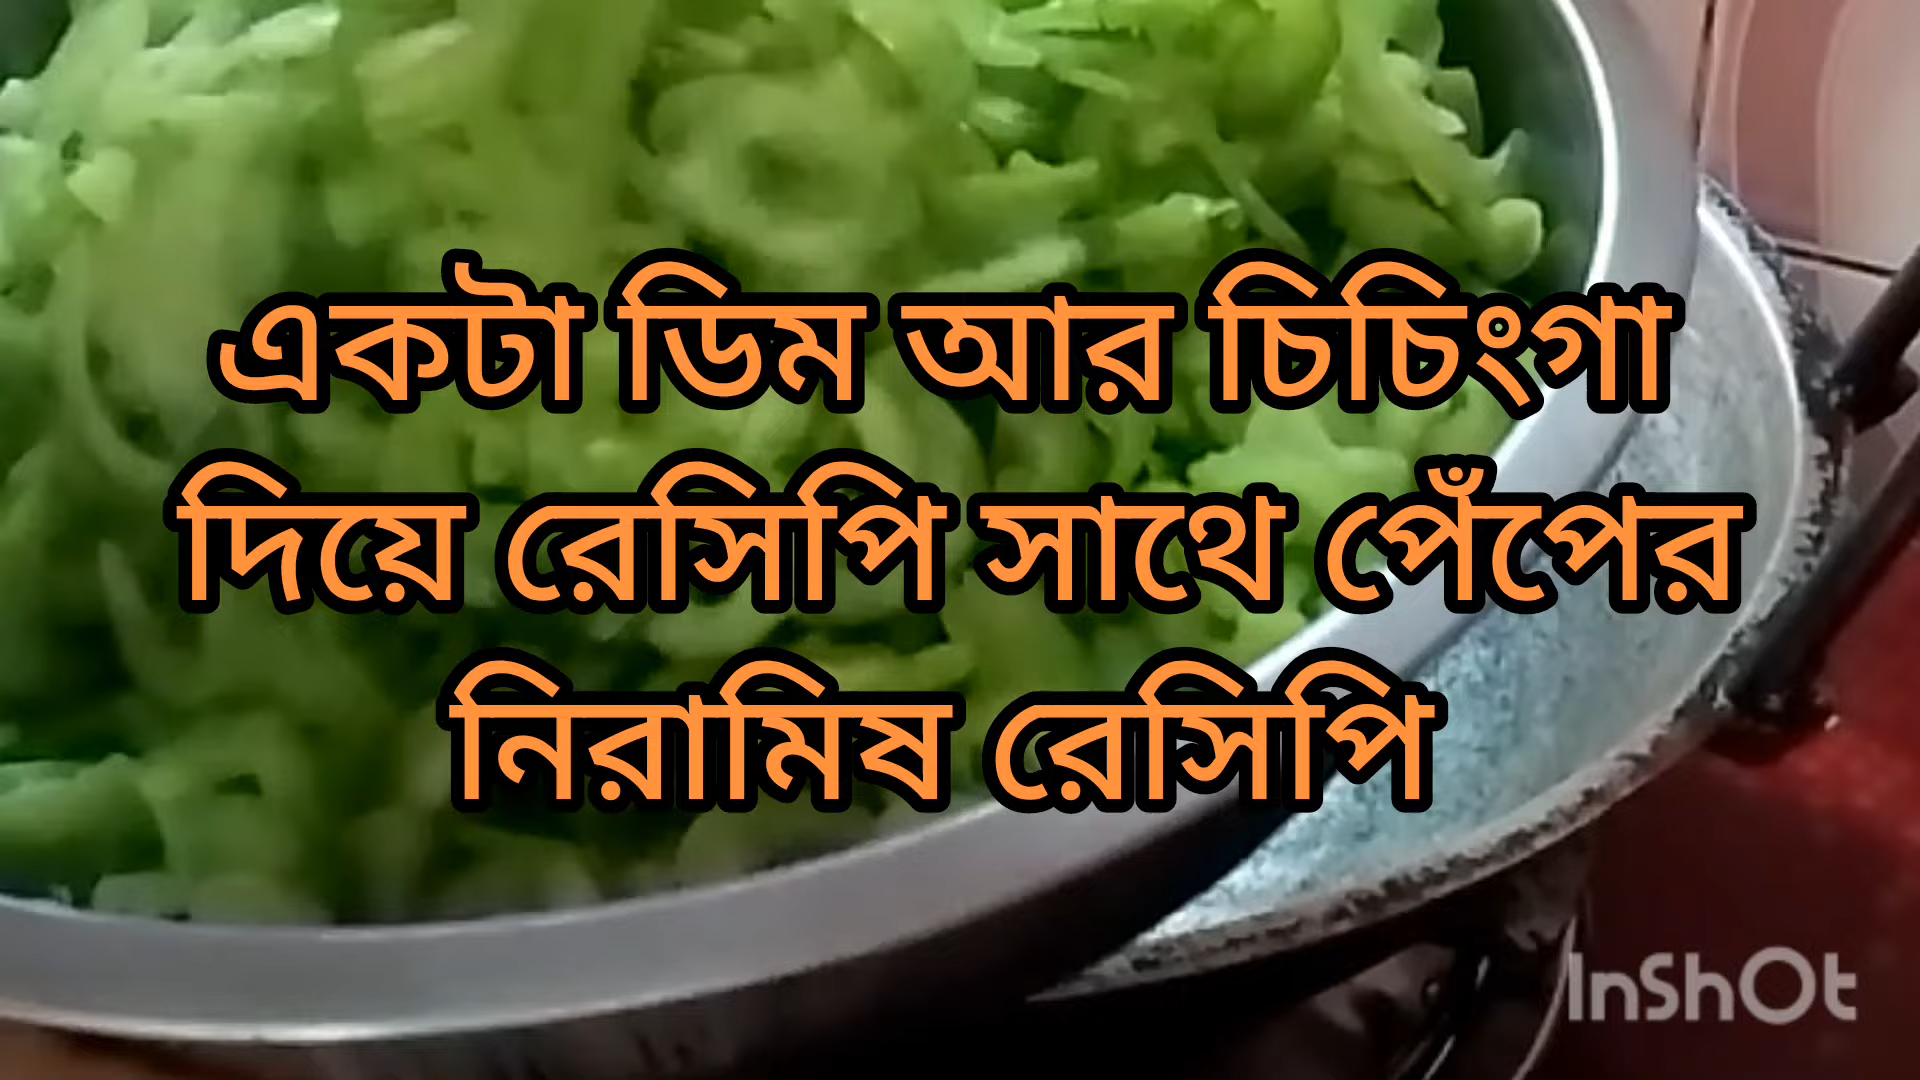 একটা ডিম আর চিচিংগা
দিয়ে রেসিপি সাথে পেঁপের
নিরামিষ রেসিপি
InShOt